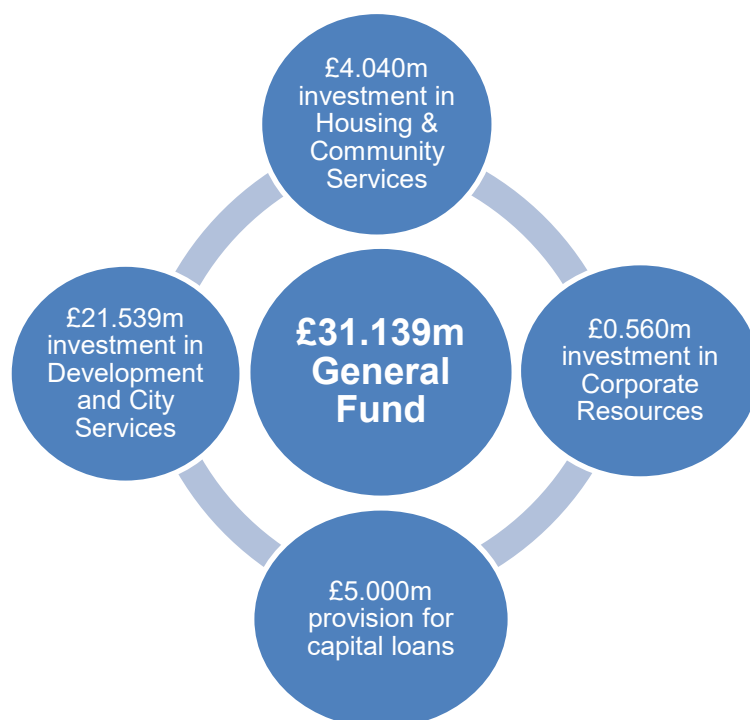 £4.040m
investment in
Housing &
Community
Services
£21.539m
investment in
Development
and City
Services
£31.139m
General
Fund
£0.560m
investment in
Corporate
Resources
£5.000m
provision for
capital loans